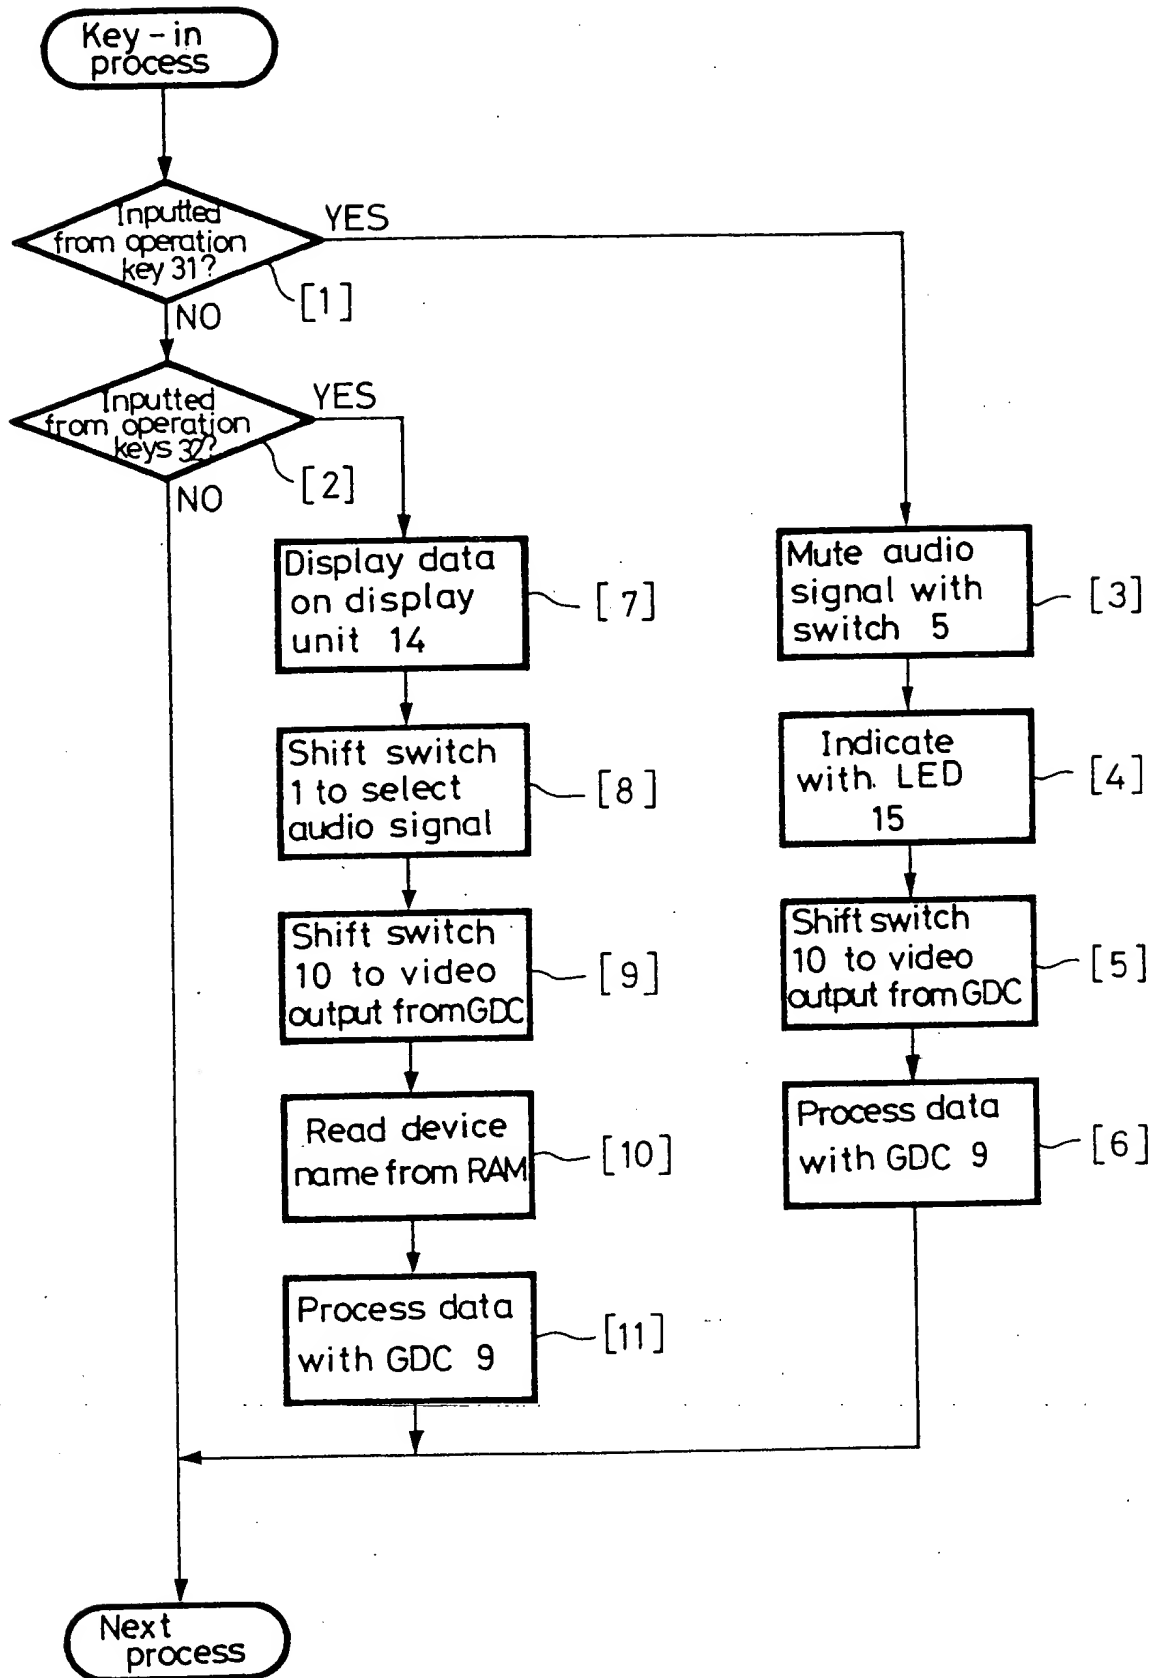 Key-in
process
Inputted
from operation
key 31?
YES
[1]
NO
Inputted
from operation
keys 32?
YES
[2]
NO
Display data
on display
unit 14
[7]
Shift switch
1 to select
audio signal
[8]
Shift switch
10 to video
output from GDC
[9]
Read device
name from RAM
[10]
Process data
with GDC 9
[11]
Mute audio
signal with
switch 5
[3]
Indicate
with LED
15
[4]
Shift switch
10 to video
output from GDC
[5]
Process data
with GDC 9
[6]
Next
process